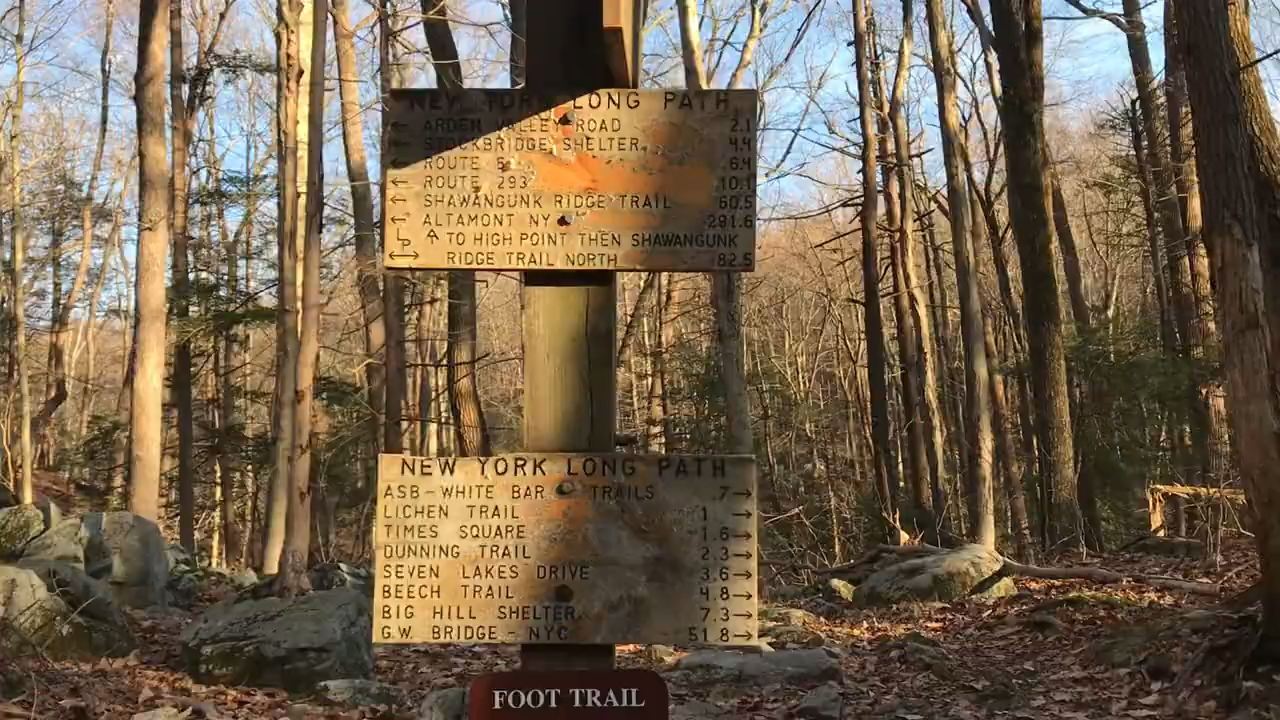 NEW YORK LONG PATH
← ARDEN VALLEY ROAD 2.1
← STOCKBRIDGE SHELTER 4.4
← ROUTE 6 6.4
← ROUTE 293 10.1
← SHAWANGUNK RIDGE TRAIL 60.5
← ALTAMONT NY 291.6
↑ TO HIGH POINT THEN SHAWANGUNK
RIDGE TRAIL NORTH 82.5
NEW YORK LONG PATH
ASB-WHITE BAR TRAILS .7→
LICHEN TRAIL 1 →
TIMES SQUARE 1.6→
DUNNING TRAIL 2.3→
SEVEN LAKES DRIVE 3.6→
BEECH TRAIL 4.8→
BIG HILL SHELTER 7.3→
G.W. BRIDGE - NYC 51.8→
FOOT TRAIL